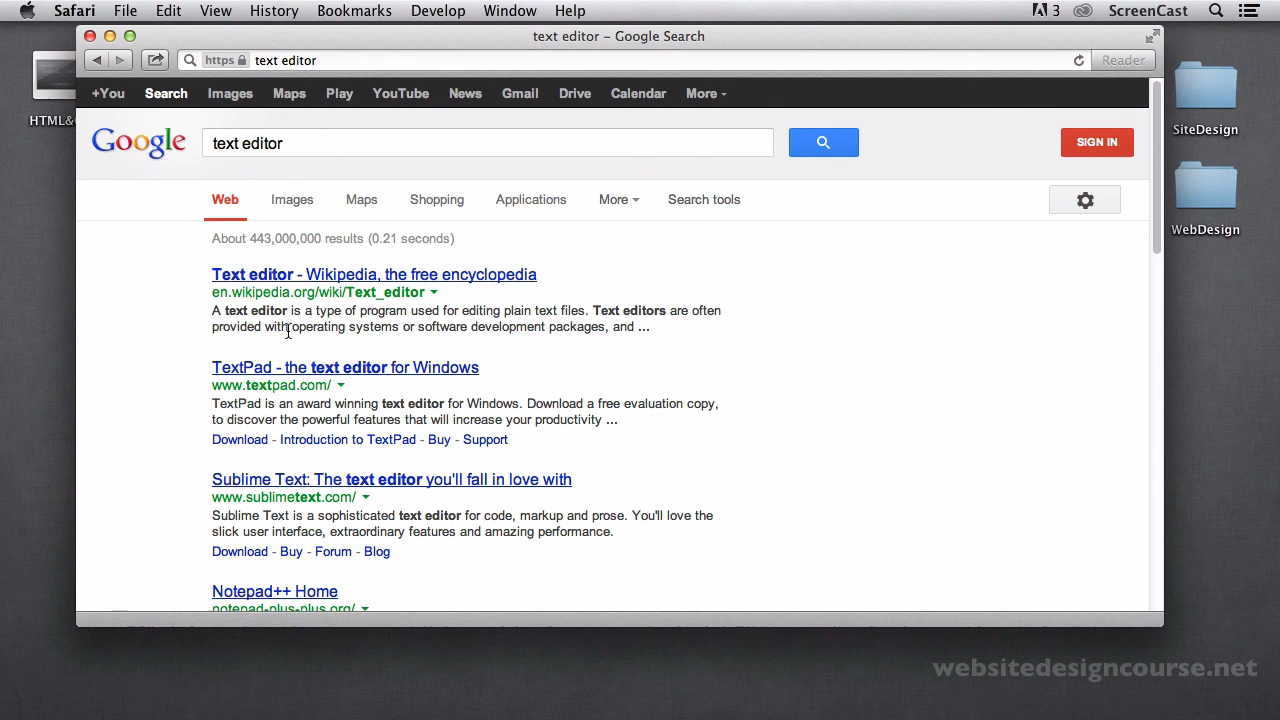 Safari File Edit View History Bookmarks Develop Window Help 3 ScreenCast
text editor – Google Search
https text editor Reader
+You Search Images Maps Play YouTube News Gmail Drive Calendar More
HTML&
Google text editor SIGN IN
SiteDesign
Web Images Maps Shopping Applications More Search tools
WebDesign
About 443,000,000 results (0.21 seconds)
Text editor - Wikipedia, the free encyclopedia
en.wikipedia.org/wiki/Text_editor
A text editor is a type of program used for editing plain text files. Text editors are often
provided with operating systems or software development packages, and ...
TextPad - the text editor for Windows
www.textpad.com/
TextPad is an award winning text editor for Windows. Download a free evaluation copy,
to discover the powerful features that will increase your productivity ...
Download - Introduction to TextPad - Buy - Support
Sublime Text: The text editor you'll fall in love with
www.sublimetext.com/
Sublime Text is a sophisticated text editor for code, markup and prose. You'll love the
slick user interface, extraordinary features and amazing performance.
Download - Buy - Forum - Blog
Notepad++ Home
notepad-plus-plus.org/
websitedesigncourse.net